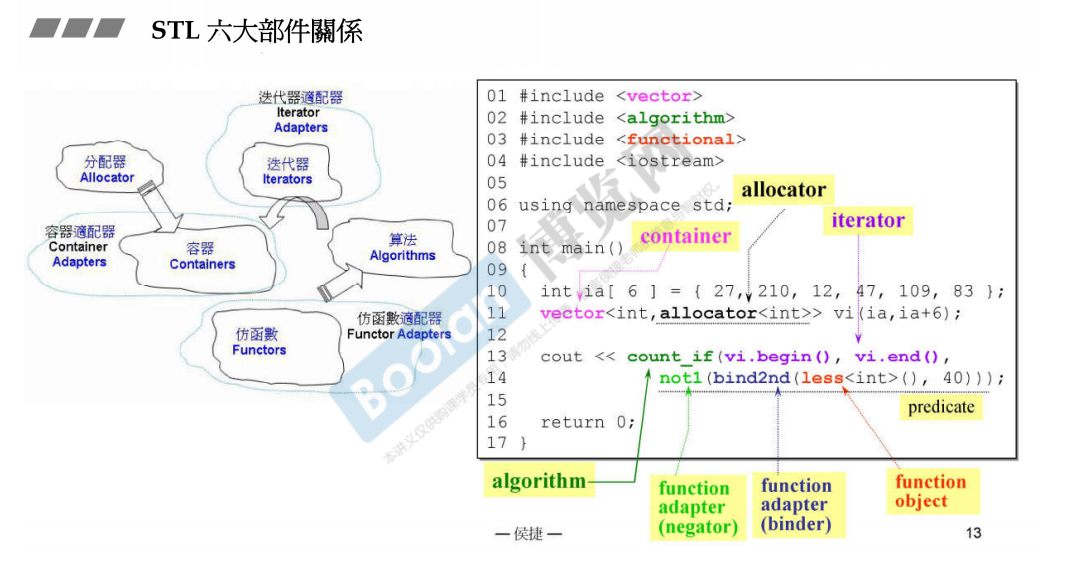 STL 六大部件關係
迭代器適配器
Iterator
Adapters
分配器
Allocator
迭代器
Iterators
容器適配器
Container
Adapters
容器
Containers
算法
Algorithms
仿函數
Functors
仿函數適配器
Functor Adapters
01 #include <vector>
02 #include <algorithm>
03 #include <functional>
04 #include <iostream>
05
06 using namespace std;
07
08 int main()
09 {
10 int ia[ 6 ] = { 27, 210, 12, 47, 109, 83 };
11 vector<int,allocator<int>> vi(ia,ia+6);
12
13 cout << count_if(vi.begin(), vi.end(),
14 not1(bind2nd(less<int>(), 40)));
15
16 return 0;
17 }
allocator
iterator
container
predicate
algorithm
function
adapter
(negator)
function
adapter
(binder)
function
object
Boolan
博览网
— 侯捷 —
13